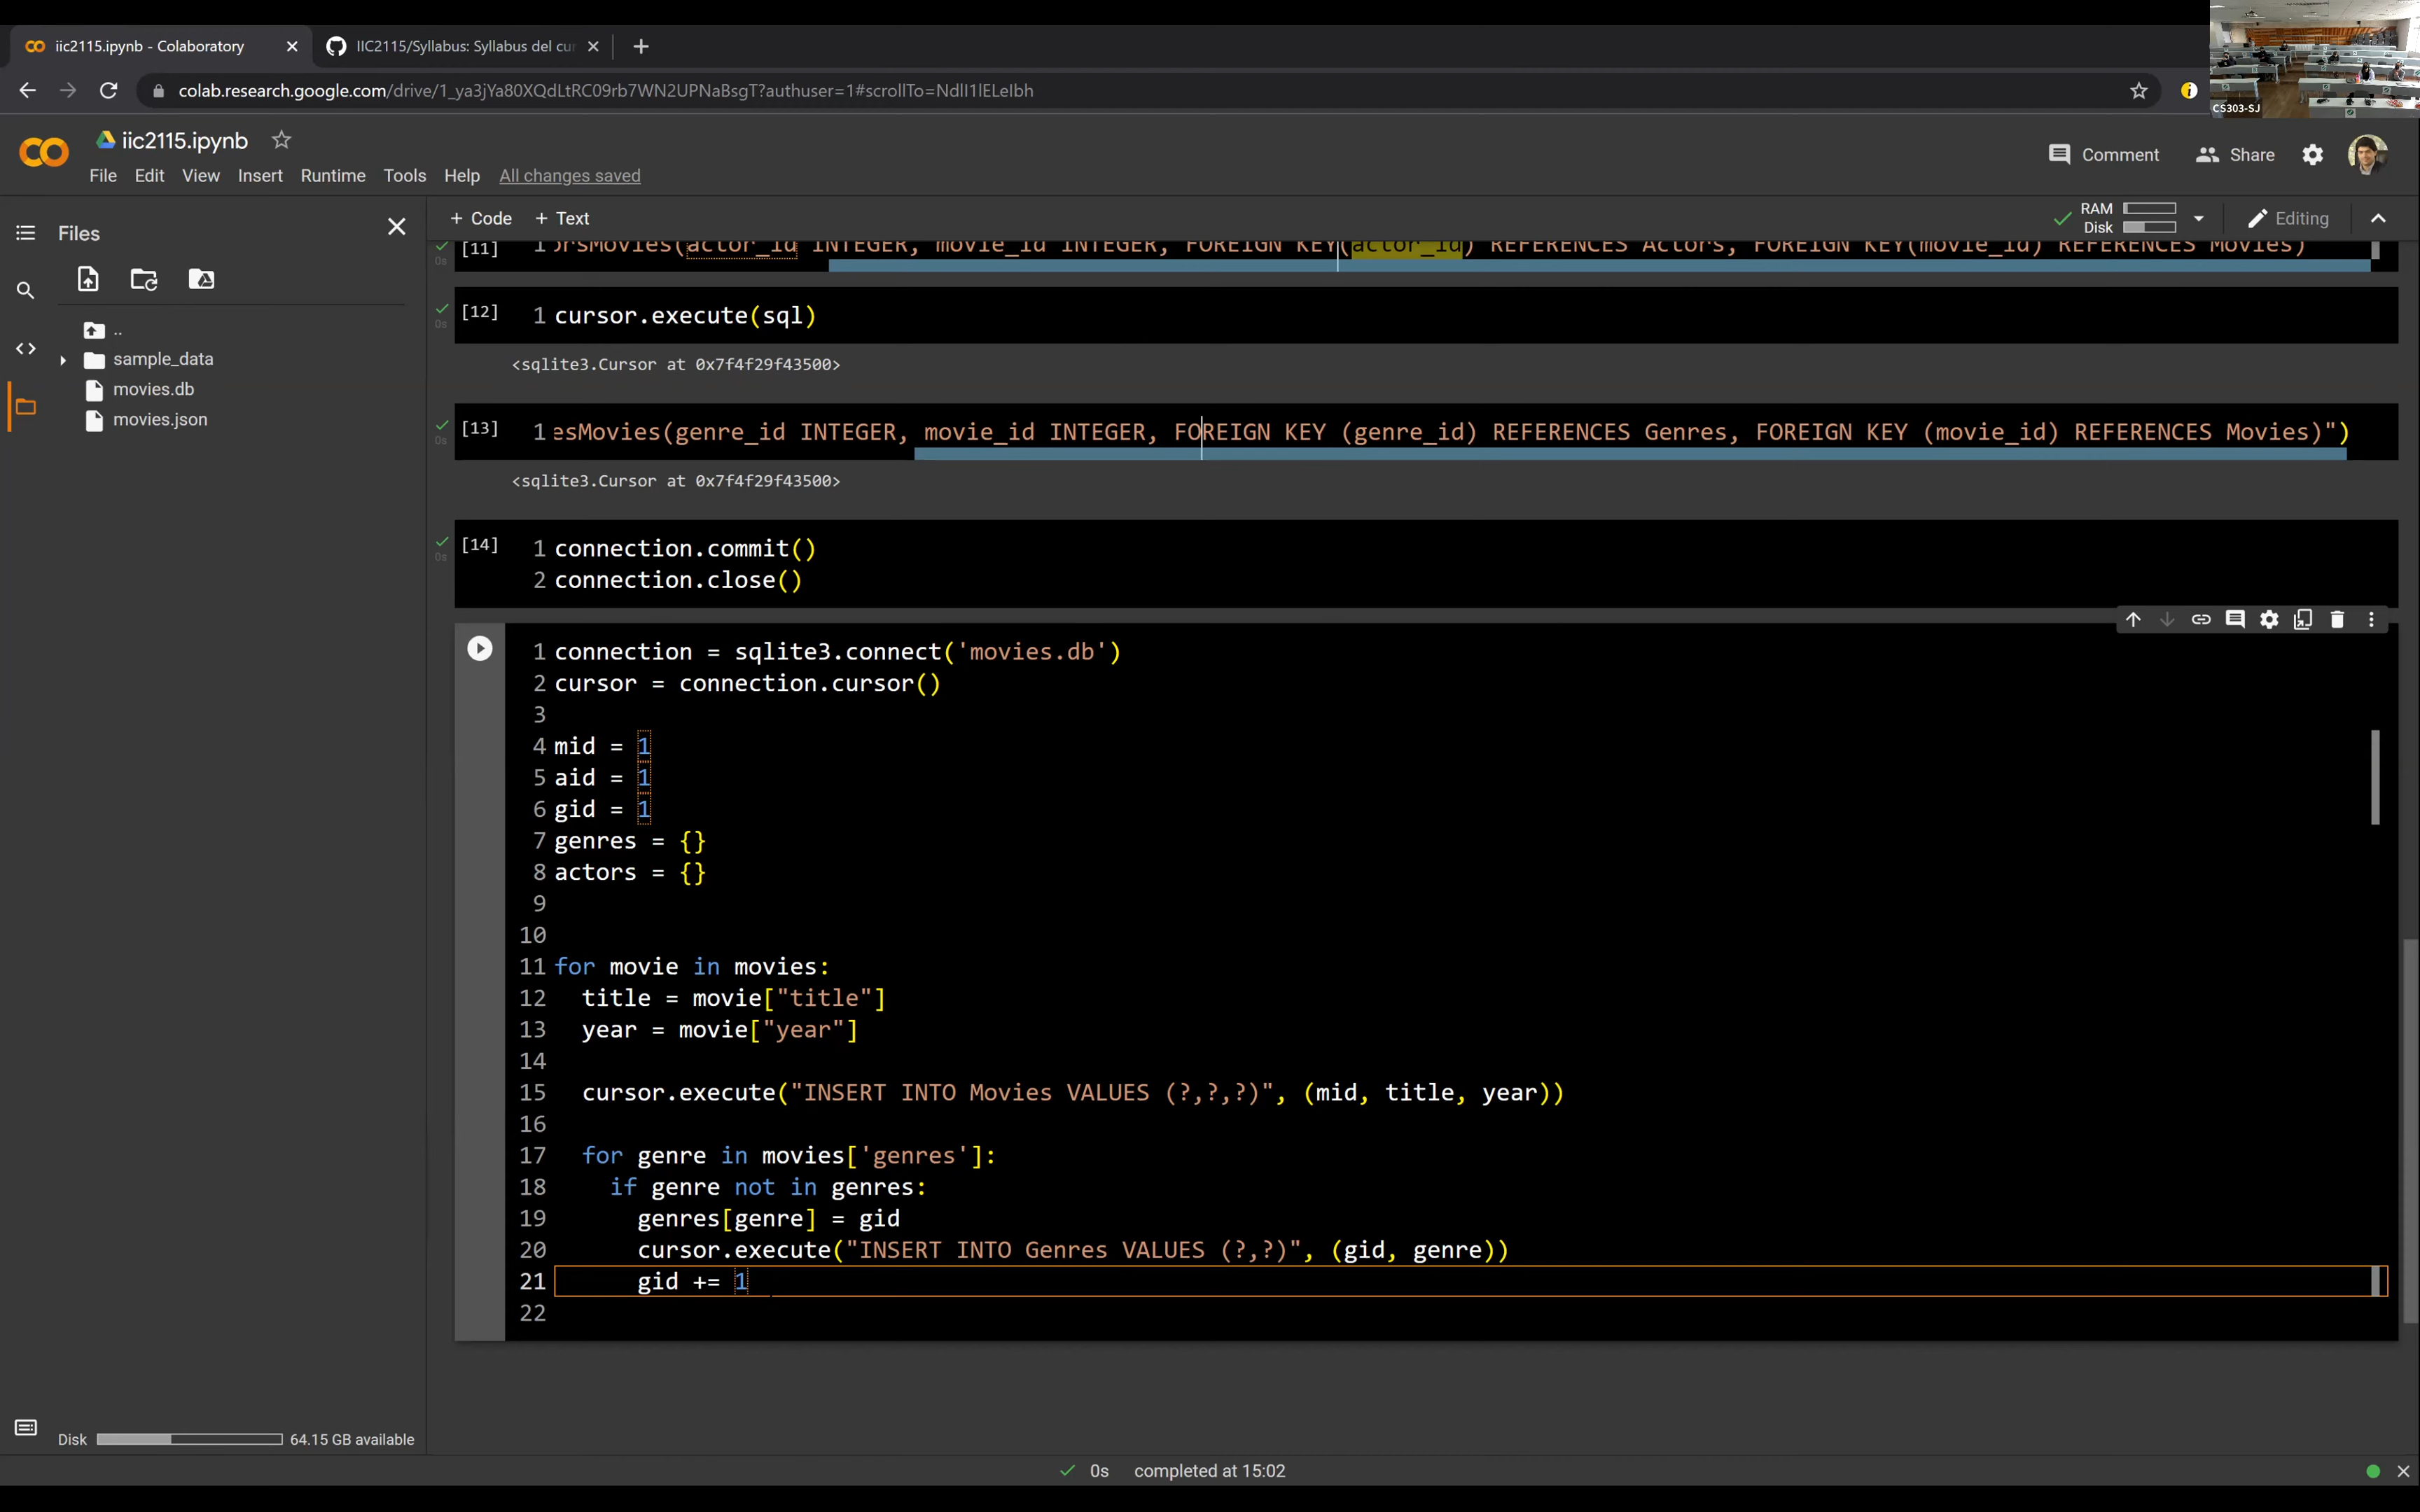 iic2115.ipynb - Colaboratory
IIC2115/Syllabus: Syllabus del cu
colab.research.google.com/drive/1_ya3jYa80XQdLtRC09rb7WN2UPNaBsgT?authuser=1#scrollTo=NdlI1lELeIbh
CS303-SJ
iic2115.ipynb
Comment
Share
File Edit View Insert Runtime Tools Help All changes saved
Files
+ Code + Text
RAM
Disk
Editing
..
sample_data
movies.db
movies.json
[11] 1 orsMovies(actor_id INTEGER, movie_id INTEGER, FOREIGN KEY(actor_id) REFERENCES Actors, FOREIGN KEY(movie_id) REFERENCES Movies)
0s
[12] 1 cursor.execute(sql)
0s
<sqlite3.Cursor at 0x7f4f29f43500>
[13] 1 esMovies(genre_id INTEGER, movie_id INTEGER, FOREIGN KEY (genre_id) REFERENCES Genres, FOREIGN KEY (movie_id) REFERENCES Movies)")
0s
<sqlite3.Cursor at 0x7f4f29f43500>
[14] 1 connection.commit()
0s
2 connection.close()
1 connection = sqlite3.connect('movies.db')
2 cursor = connection.cursor()
3
4 mid = 1
5 aid = 1
6 gid = 1
7 genres = {}
8 actors = {}
9
10
11 for movie in movies:
12 title = movie["title"]
13 year = movie["year"]
14
15 cursor.execute("INSERT INTO Movies VALUES (?,?,?)", (mid, title, year))
16
17 for genre in movies['genres']:
18 if genre not in genres:
19 genres[genre] = gid
20 cursor.execute("INSERT INTO Genres VALUES (?,?)", (gid, genre))
21 gid += 1
22
Disk 64.15 GB available
0s completed at 15:02